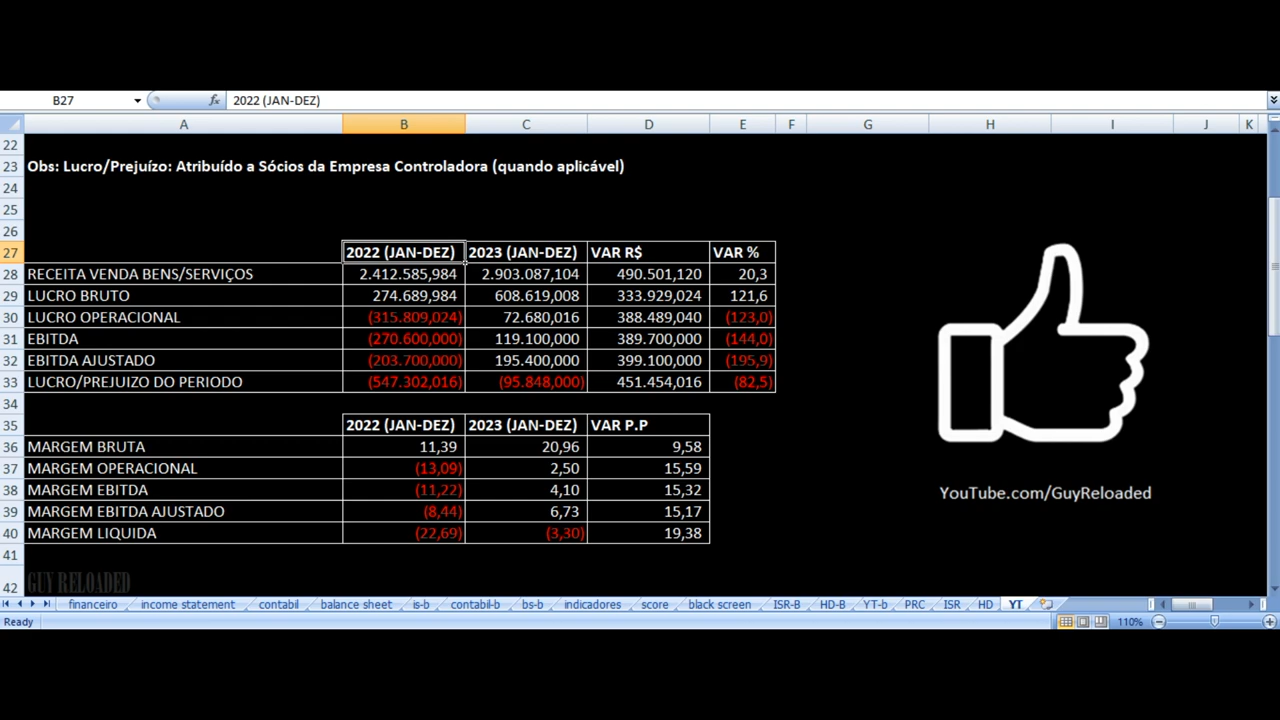 B27 2022 (JAN-DEZ)
A B C D E F G H I J K
22
23 Obs: Lucro/Prejuízo: Atribuído a Sócios da Empresa Controladora (quando aplicável)
24
25
26
27 2022 (JAN-DEZ) 2023 (JAN-DEZ) VAR R$ VAR %
28 RECEITA VENDA BENS/SERVIÇOS 2.412.585,984 2.903.087,104 490.501,120 20,3
29 LUCRO BRUTO 274.689,984 608.619,008 333.929,024 121,6
30 LUCRO OPERACIONAL (315.809,024) 72.680,016 388.489,040 (123,0)
31 EBITDA (270.600,000) 119.100,000 389.700,000 (144,0)
32 EBITDA AJUSTADO (203.700,000) 195.400,000 399.100,000 (195,9)
33 LUCRO/PREJUIZO DO PERIODO (547.302,016) (95.848,000) 451.454,016 (82,5)
34
35 2022 (JAN-DEZ) 2023 (JAN-DEZ) VAR P.P
36 MARGEM BRUTA 11,39 20,96 9,58
37 MARGEM OPERACIONAL (13,09) 2,50 15,59
38 MARGEM EBITDA (11,22) 4,10 15,32
39 MARGEM EBITDA AJUSTADO (8,44) 6,73 15,17
40 MARGEM LIQUIDA (22,69) (3,30) 19,38
41
42 GUY RELOADED
YouTube.com/GuyReloaded
financeiro income statement contabil balance sheet is-b contabil-b bs-b indicadores score black screen ISR-B HD-B YT-b PRC ISR HD YT
Ready 110%